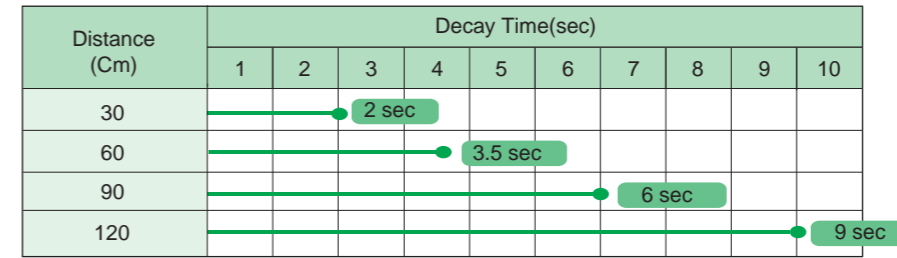 Distance
(Cm)
Decay Time(sec)
1 2 3 4 5 6 7 8 9 10
30 2 sec
60 3.5 sec
90 6 sec
120 9 sec